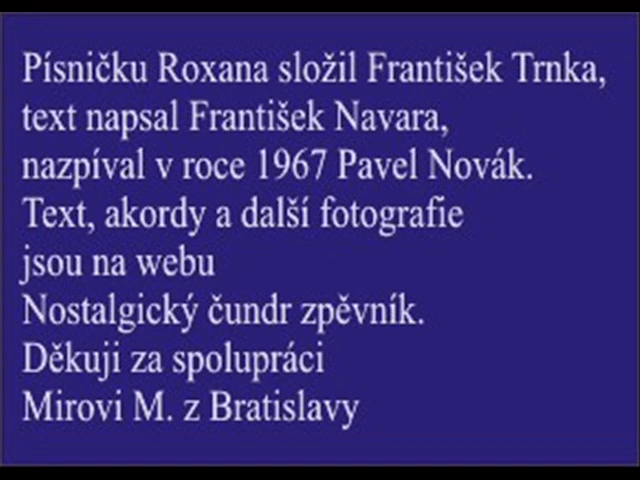 Písničku Roxana složil František Trnka,
text napsal František Navara,
nazpíval v roce 1967 Pavel Novák.
Text, akordy a další fotografie
jsou na webu
Nostalgický čundr zpěvník.
Děkuji za spolupráci
Mirovi M. z Bratislavy